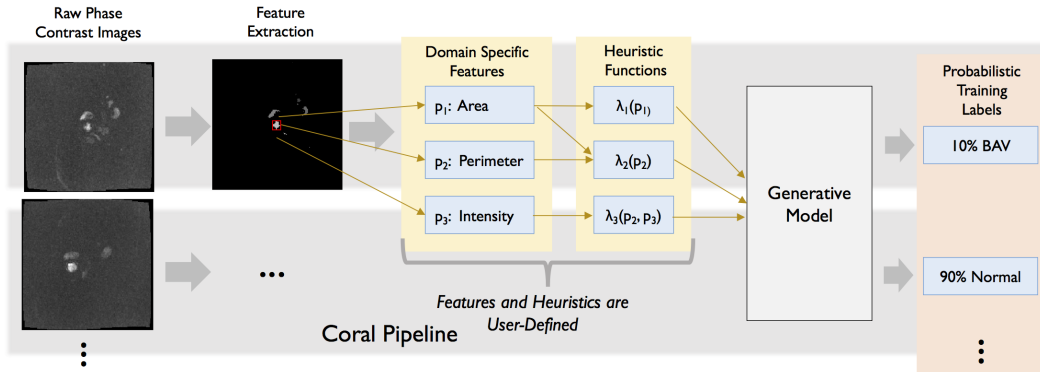 Raw Phase
Contrast Images
Feature
Extraction
Domain Specific
Features
Heuristic
Functions
Probabilistic
Training
Labels
p₁: Area
λ₁(p₁)
p₂: Perimeter
λ₂(p₂)
p₃: Intensity
λ₃(p₂, p₃)
Generative
Model
10% BAV
90% Normal
...
Features and Heuristics are
User-Defined
Coral Pipeline